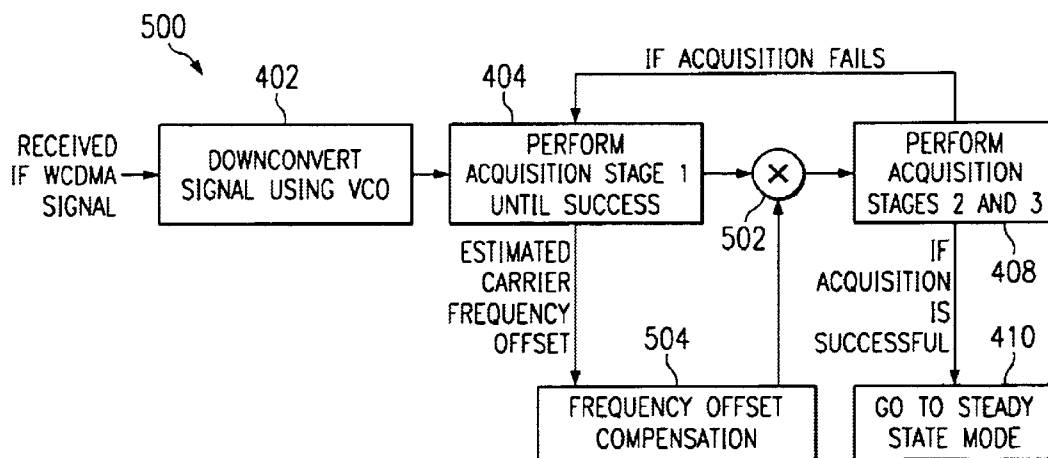 500
402
404
IF ACQUISITION FAILS
RECEIVED
IF WCDMA
SIGNAL
DOWNCONVERT
SIGNAL USING VCO
PERFORM
ACQUISITION STAGE 1
UNTIL SUCCESS
×
502
PERFORM
ACQUISITION
STAGES 2 AND 3
408
ESTIMATED
CARRIER
FREQUENCY
OFFSET
IF
ACQUISITION
IS
SUCCESSFUL
504
410
FREQUENCY OFFSET
COMPENSATION
GO TO STEADY
STATE MODE